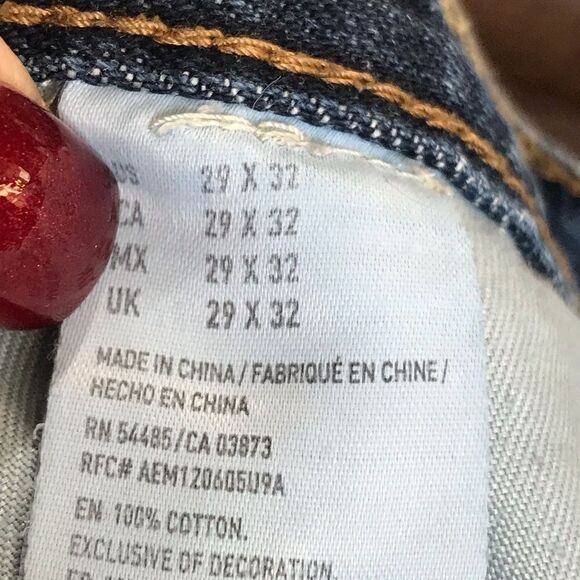 US 29 X 32
CA 29 X 32
MX 29 X 32
UK 29 X 32
MADE IN CHINA / FABRIQUÉ EN CHINE /
HECHO EN CHINA
RN 54485 / CA 03873
RFC# AEM120605U9A
EN 100% COTTON.
EXCLUSIVE OF DECORATION.